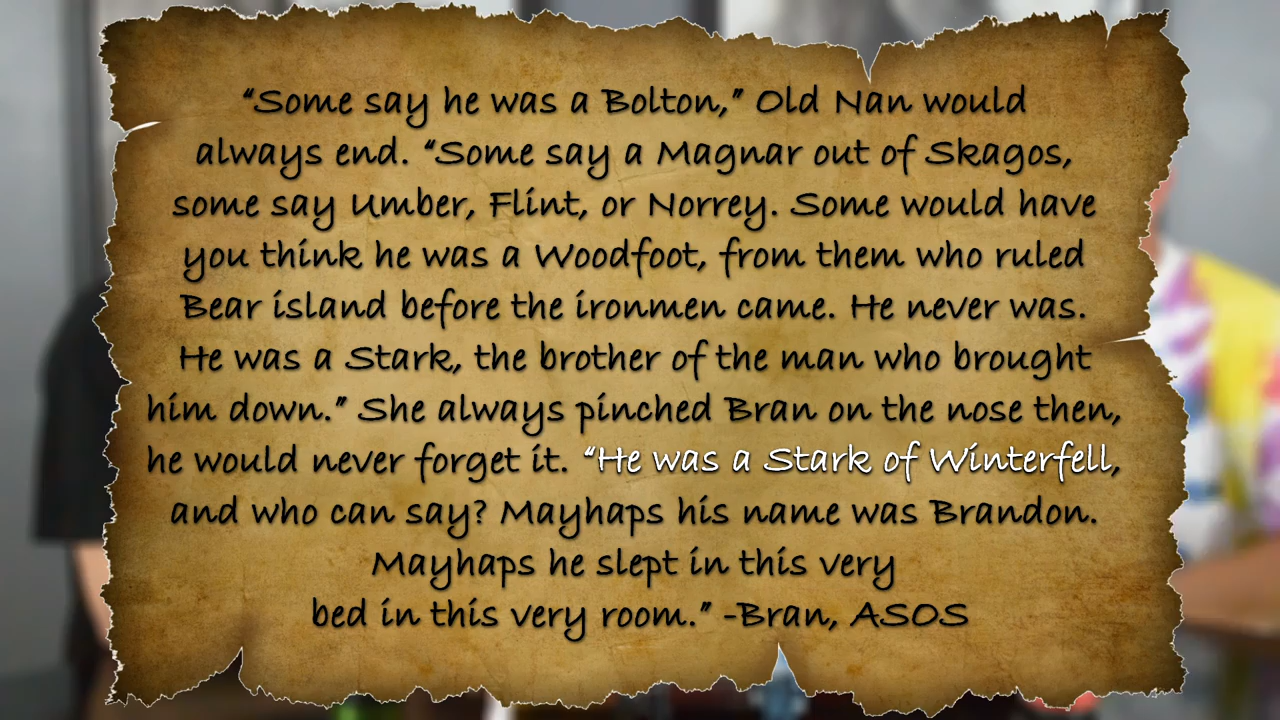 “Some say he was a Bolton,” Old Nan would
always end. “Some say a Magnar out of Skagos,
some say Umber, Flint, or Norrey. Some would have
you think he was a Woodfoot, from them who ruled
Bear island before the ironmen came. He never was.
He was a Stark, the brother of the man who brought
him down.” She always pinched Bran on the nose then,
he would never forget it. “He was a Stark of Winterfell,
and who can say? Mayhaps his name was Brandon.
Mayhaps he slept in this very
bed in this very room.” -Bran, ASOS